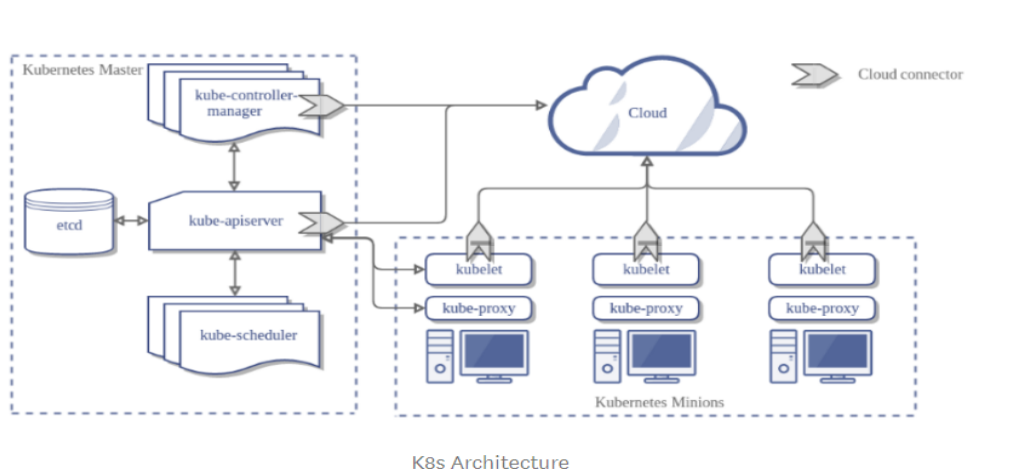 Kubernetes Master
kube-controller-
manager
Cloud
Cloud connector
etcd
kube-apiserver
kube-scheduler
kubelet
kubelet
kubelet
kube-proxy
kube-proxy
kube-proxy
Kubernetes Minions
K8s Architecture